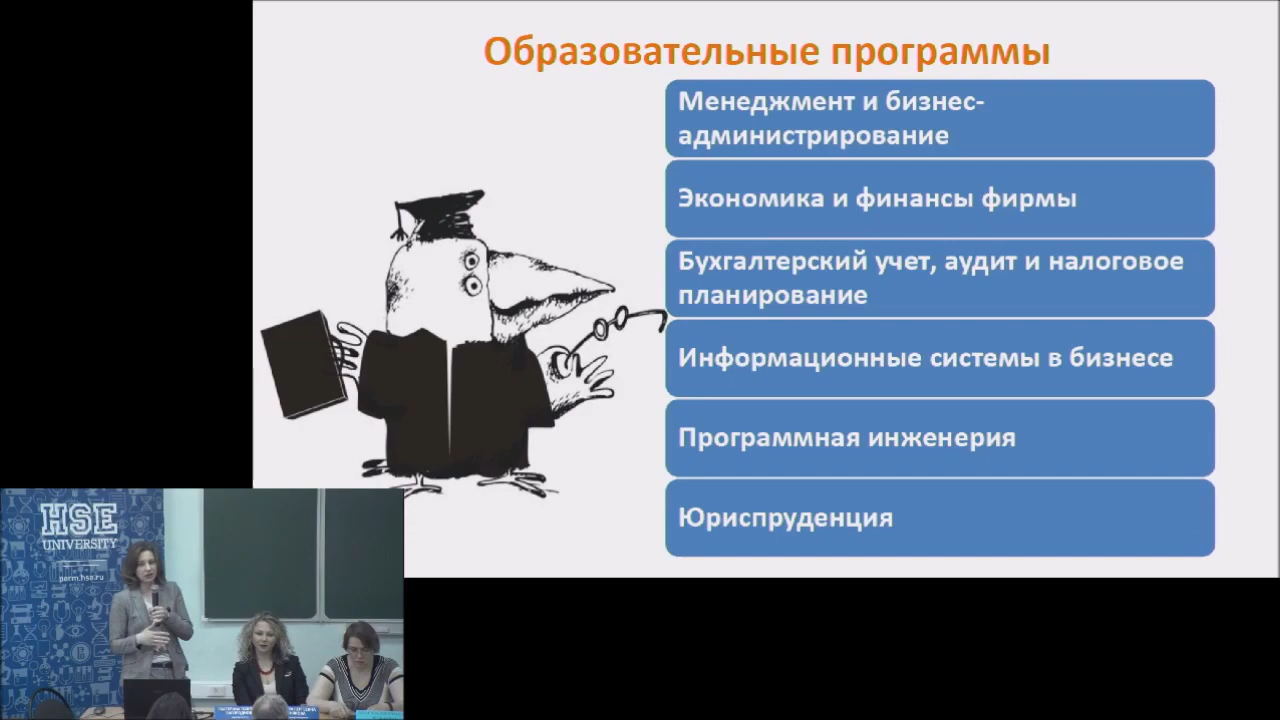 Образовательные программы
Менеджмент и бизнес-
администрирование
Экономика и финансы фирмы
Бухгалтерский учет, аудит и налоговое
планирование
Информационные системы в бизнесе
Программная инженерия
Юриспруденция
HSE
UNIVERSITY
perm.hse.ru